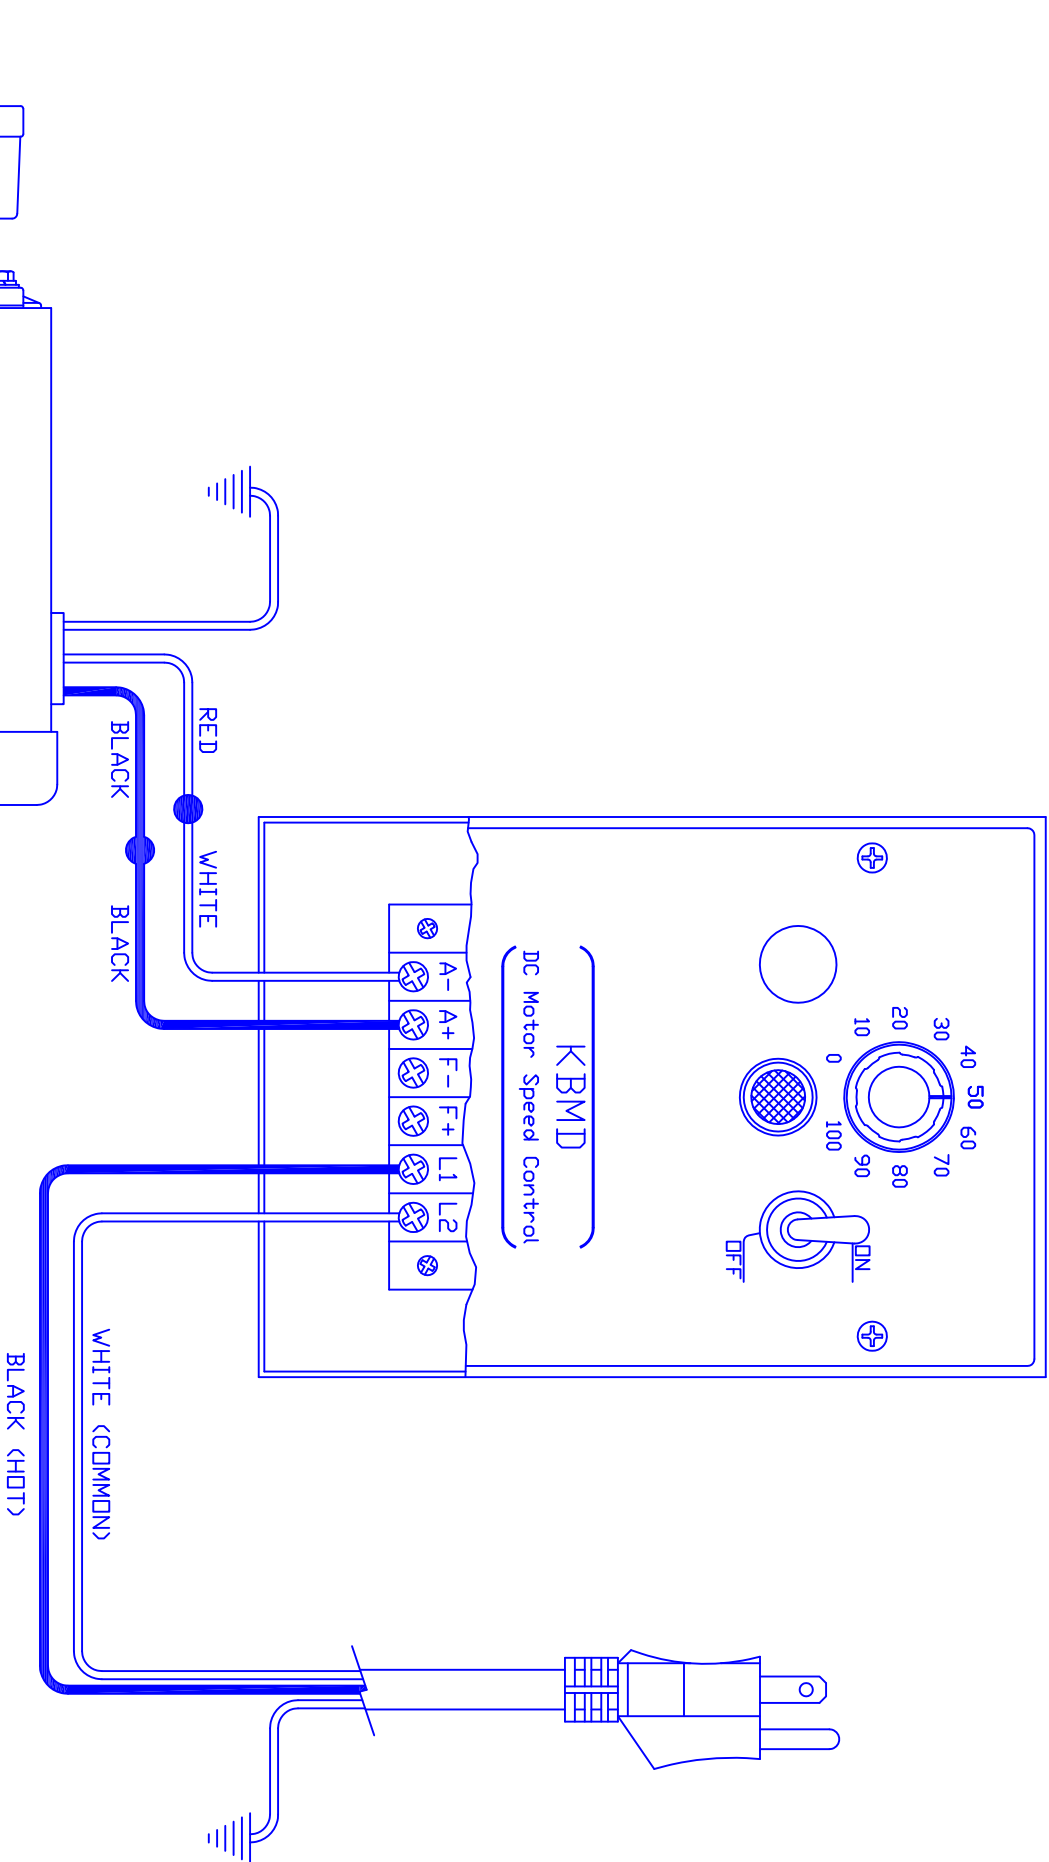 50
40
60
30
70
20
80
10
90
0
100
ON
OFF
KBMD
DC Motor Speed Control
A-
A+
F-
F+
L1
L2
RED
WHITE
BLACK
BLACK
WHITE (COMMON)
BLACK (HOT)